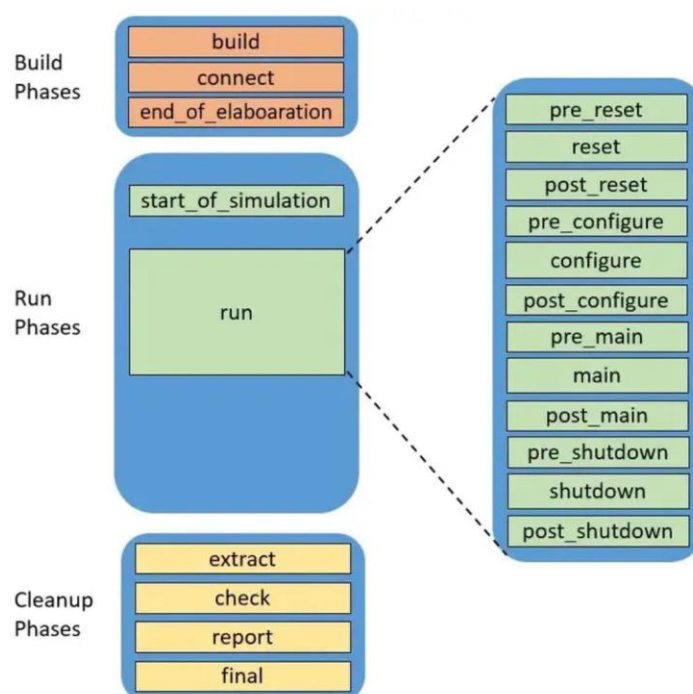 Build
Phases
build
connect
end_of_elaboaration
Run
Phases
start_of_simulation
run
pre_reset
reset
post_reset
pre_configure
configure
post_configure
pre_main
main
post_main
pre_shutdown
shutdown
post_shutdown
Cleanup
Phases
extract
check
report
final